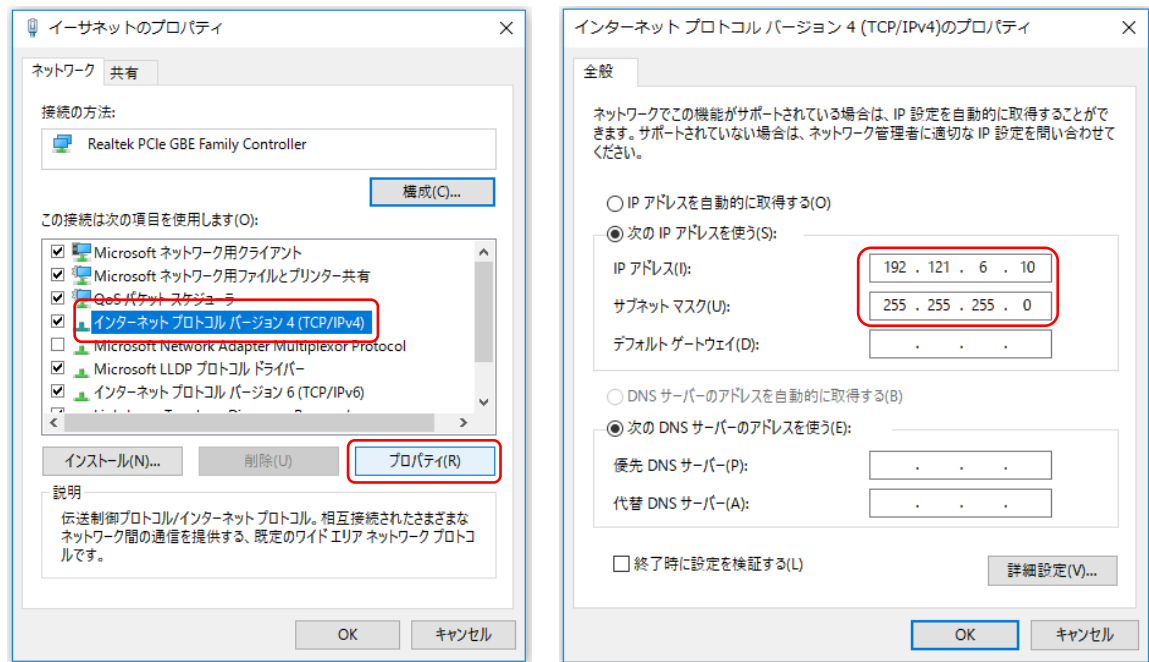 イーサネットのプロパティ
ネットワーク 共有
接続の方法:
Realtek PCIe GBE Family Controller
構成(C)...
この接続は次の項目を使用します(O):
Microsoft ネットワーク用クライアント
Microsoft ネットワーク用ファイルとプリンター共有
QoS パケット スケジューラ
インターネット プロトコル バージョン 4 (TCP/IPv4)
Microsoft Network Adapter Multiplexor Protocol
Microsoft LLDP プロトコル ドライバー
インターネット プロトコル バージョン 6 (TCP/IPv6)
インストール(N)... 削除(U) プロパティ(R)
説明
伝送制御プロトコル/インターネット プロトコル。相互接続されたさまざまな
ネットワーク間の通信を提供する、既定のワイド エリア ネットワーク プロトコ
ルです。
OK キャンセル
インターネット プロトコル バージョン 4 (TCP/IPv4)のプロパティ
全般
ネットワークでこの機能がサポートされている場合は、IP 設定を自動的に取得することがで
きます。サポートされていない場合は、ネットワーク管理者に適切な IP 設定を問い合わせて
ください。
IP アドレスを自動的に取得する(O)
次の IP アドレスを使う(S):
IP アドレス(I): 192 . 121 . 6 . 10
サブネット マスク(U): 255 . 255 . 255 . 0
デフォルト ゲートウェイ(D): . . .
DNS サーバーのアドレスを自動的に取得する(B)
次の DNS サーバーのアドレスを使う(E):
優先 DNS サーバー(P): . . .
代替 DNS サーバー(A): . . .
終了時に設定を検証する(L)
詳細設定(V)...
OK キャンセル